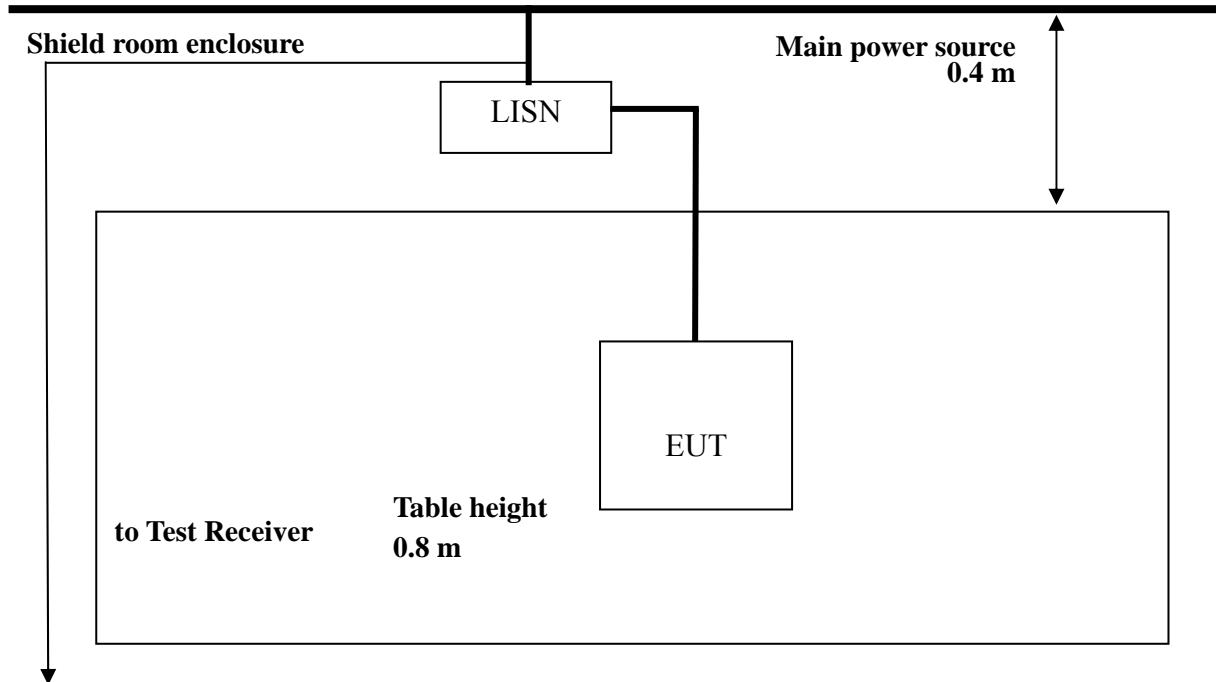 Shield room enclosure
Main power source
0.4 m
LISN
EUT
Table height
0.8 m
to Test Receiver